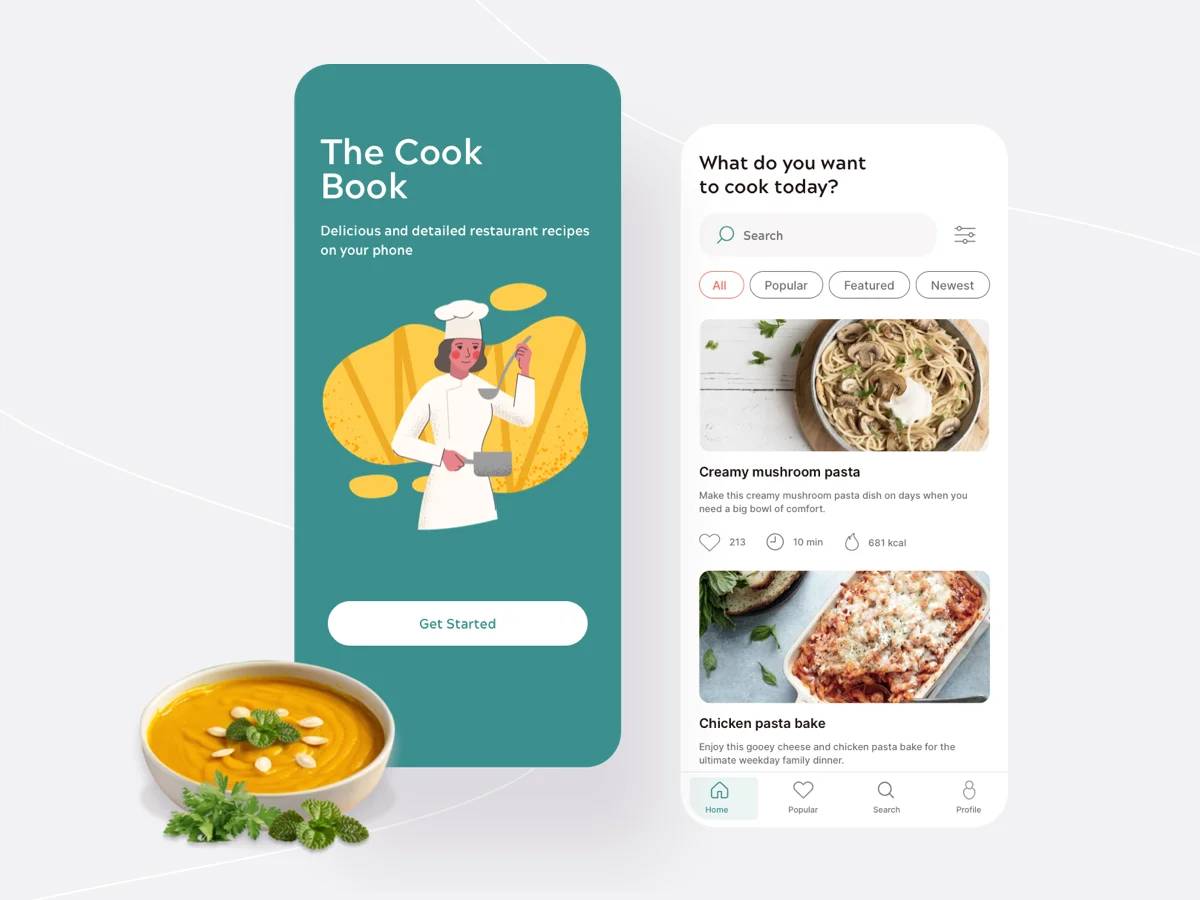 The Cook
Book
Delicious and detailed restaurant recipes
on your phone
Get Started
What do you want
to cook today?
Search
All Popular Featured Newest
Creamy mushroom pasta
Make this creamy mushroom pasta dish on days when you
need a big bowl of comfort.
213 10 min 681 kcal
Chicken pasta bake
Enjoy this gooey cheese and chicken pasta bake for the
ultimate weekday family dinner.
Home Popular Search Profile